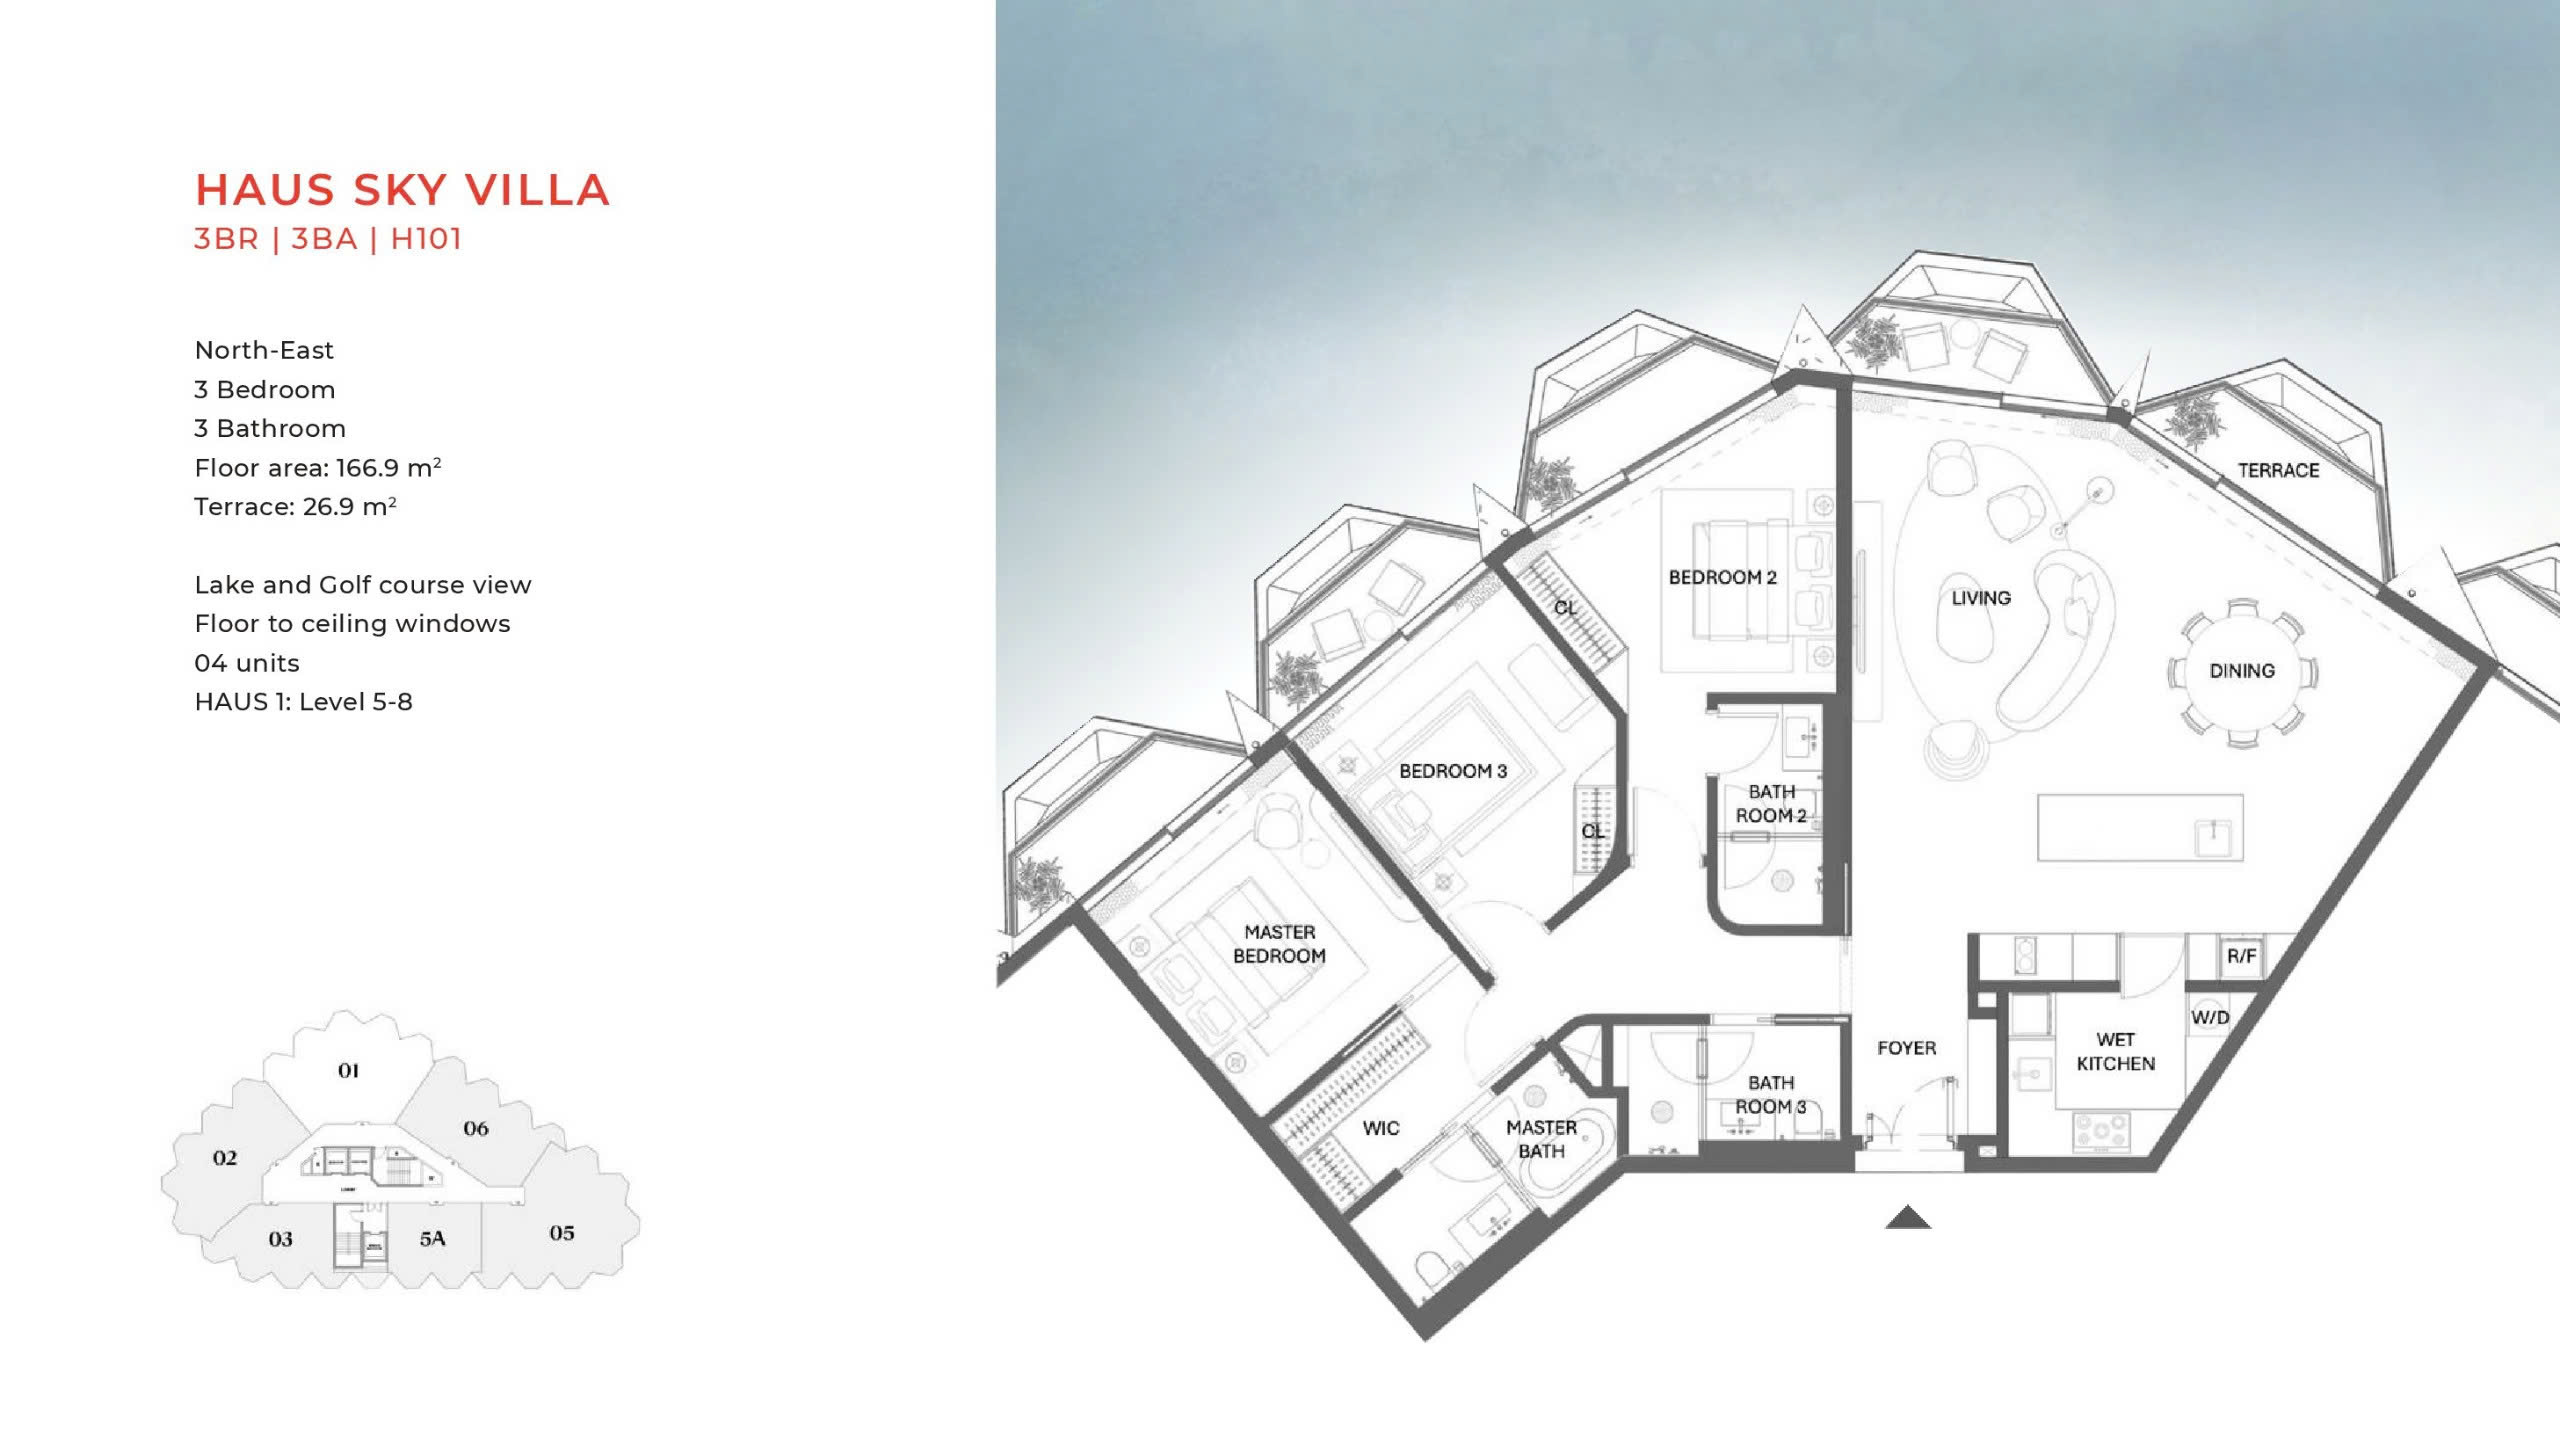 HAUS SKY VILLA
3BR | 3BA | H101
North-East
3 Bedroom
3 Bathroom
Floor area: 166.9 m²
Terrace: 26.9 m²
Lake and Golf course view
Floor to ceiling windows
04 units
HAUS 1: Level 5-8
01
06
02
LOBBY
03
5A
05
TERRACE
BEDROOM 2
CL
LIVING
DINING
BEDROOM 3
BATH
ROOM 2
CL
MASTER
BEDROOM
R/F
W/D
WET
KITCHEN
FOYER
BATH
ROOM 3
WIC
MASTER
BATH